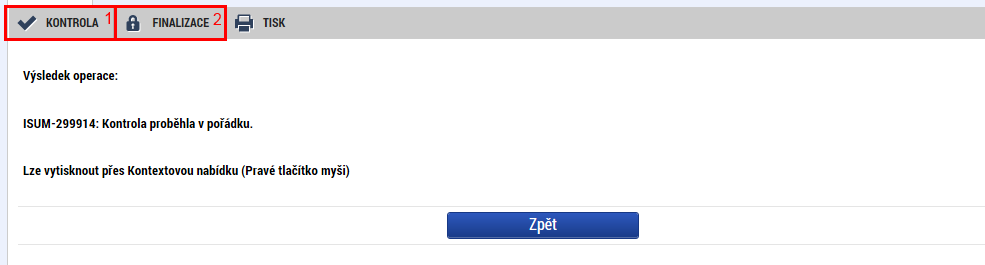 KONTROLA 1 FINALIZACE 2 TISK
Výsledek operace:
ISUM-299914: Kontrola proběhla v pořádku.
Lze vytisknout přes Kontextovou nabídku (Pravé tlačítko myši)
Zpět